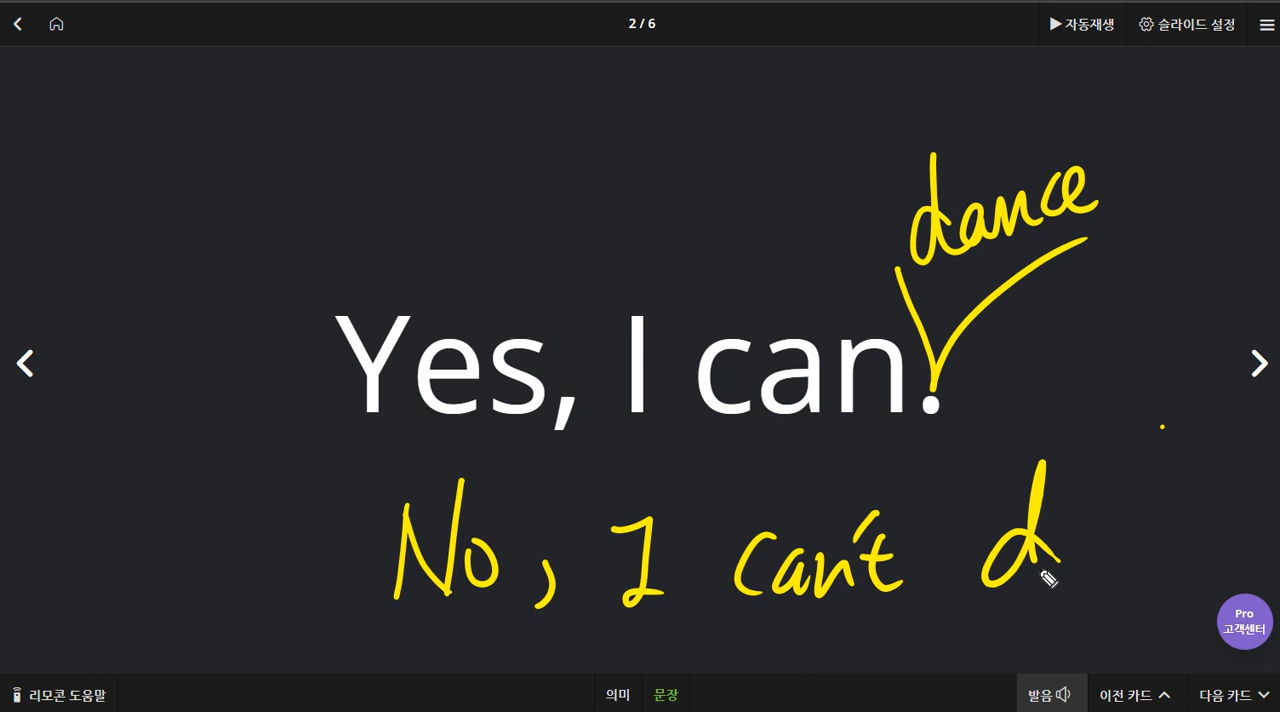 2 / 6
자동재생
슬라이드 설정
dance
Yes, I can.
No, I can't d
Pro
고객센터
리모콘 도움말
의미
문장
발음
이전 카드
다음 카드